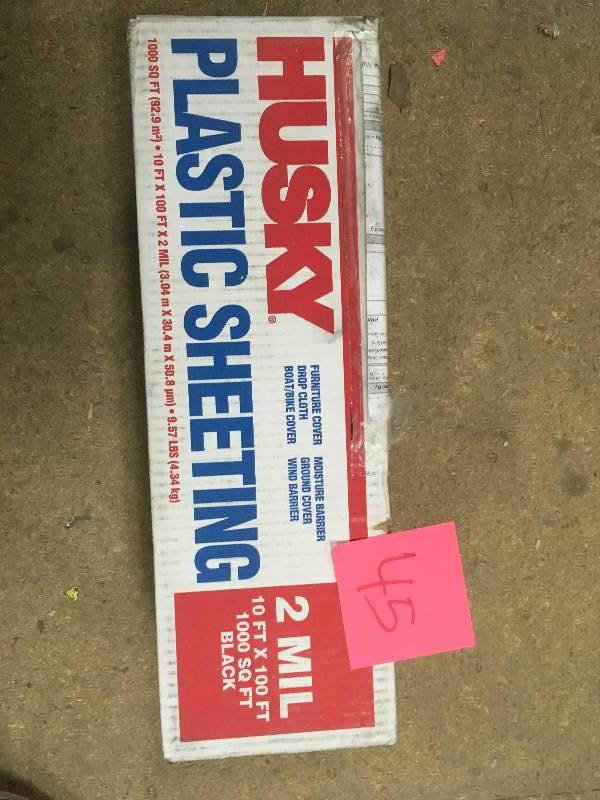 HUSKY®
PLASTIC SHEETING
1000 SQ FT (92.9 m²) • 10 FT X 100 FT X 2 MIL (3.04 m X 30.4 m X 50.8 µm) • 9.57 LBS (4.34 kg)
FURNITURE COVER MOISTURE BARRIER
DROP CLOTH GROUND COVER
BOAT/BIKE COVER WIND BARRIER
2 MIL
10 FT X 100 FT
1000 SQ FT
BLACK
45